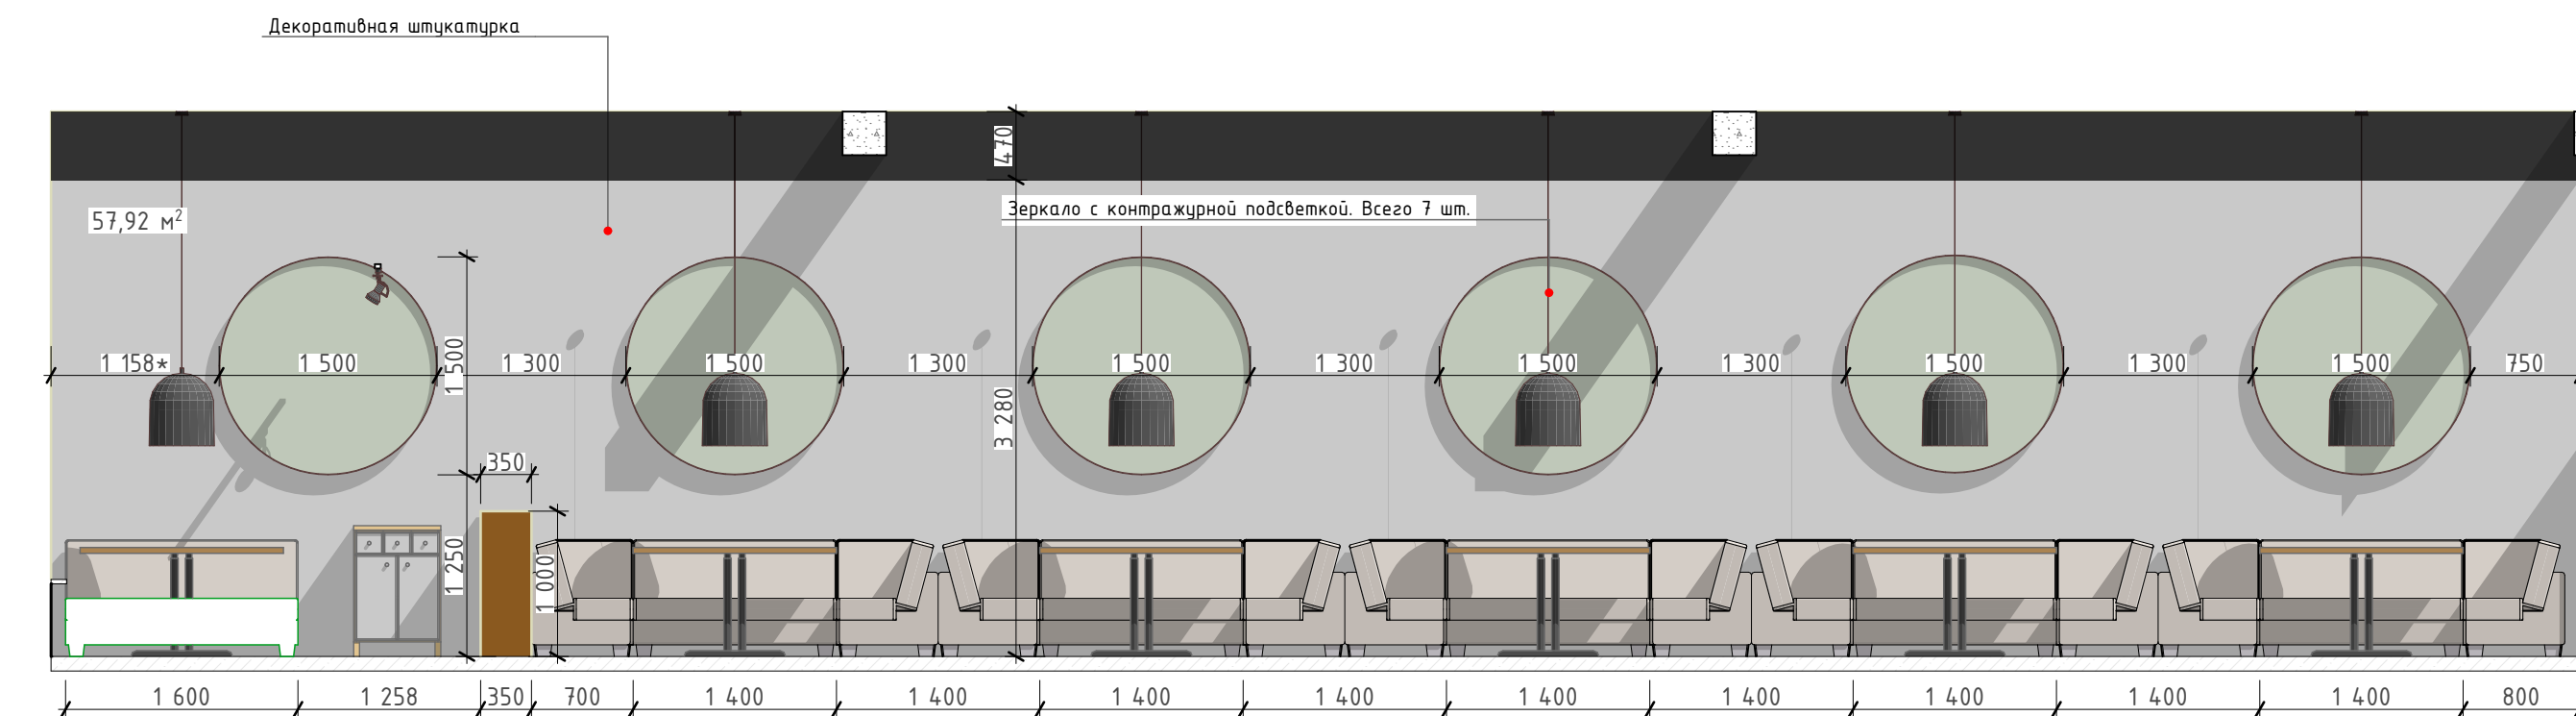 Декоративная штукатурка
470
Зеркало с контражурной подсветкой. Всего 7 шт.
57,92 м²
1 158* 1 500 1 500 1 300 1 500 1 300 1 500 1 300 1 500 1 300 1 500 1 300 1 500 750
3 280
350
1 250 1 000
1 600 1 258 350 700 1 400 1 400 1 400 1 400 1 400 1 400 1 400 1 400 1 400 800